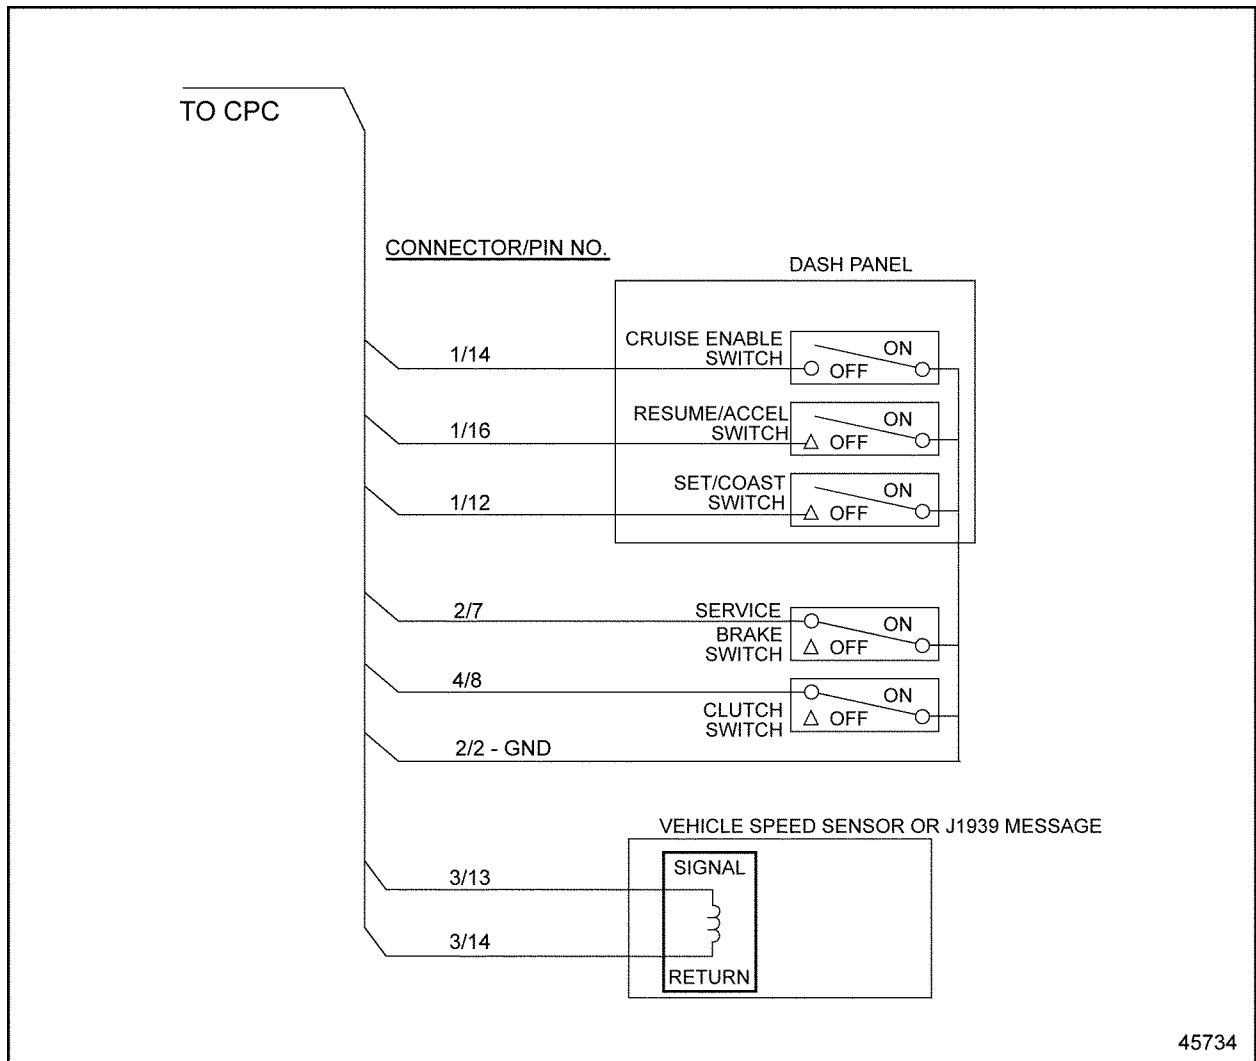 TO CPC
CONNECTOR/PIN NO.
DASH PANEL
1/14
CRUISE ENABLE
SWITCH
ON
OFF
1/16
RESUME/ACCEL
SWITCH
ON
OFF
1/12
SET/COAST
SWITCH
ON
OFF
2/7
SERVICE
BRAKE
SWITCH
ON
OFF
4/8
CLUTCH
SWITCH
ON
OFF
2/2 - GND
VEHICLE SPEED SENSOR OR J1939 MESSAGE
3/13
SIGNAL
3/14
RETURN
45734